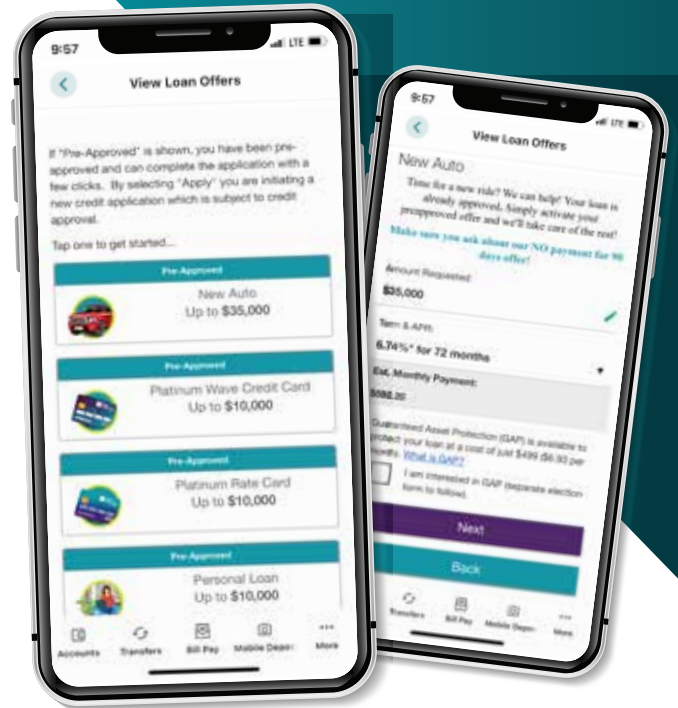 9:57
LTE
View Loan Offers
If "Pre-Approved" is shown, you have been pre-
approved and can complete the application with a
few clicks. By selecting "Apply" you are initiating a
new credit application which is subject to credit
approval.
Tap one to get started...
Pre-Approved
New Auto
Up to $35,000
Pre-Approved
Platinum Wave Credit Card
Up to $10,000
Pre-Approved
Platinum Rate Card
Up to $10,000
Pre-Approved
Personal Loan
Up to $10,000
Accounts Transfers Bill Pay Mobile Depo More
9:57
LTE
View Loan Offers
New Auto
Time for a new ride? We can help! Your loan is
already approved. Simply activate your
preapproved offer and we'll take care of the rest!
Make sure you ask about our NO payment for 90
days offer!
Amount Requested:
$35,000
Term & APR:
6.74%* for 72 months
Est. Monthly Payment:
Guaranteed Asset Protection (GAP) is available to
protect your loan at a cost of just $499 ($6.93 per
month). What is GAP?
I am interested in GAP (separate election
form to follow).
Next
Back
Transfers Bill Pay Mobile Depo More